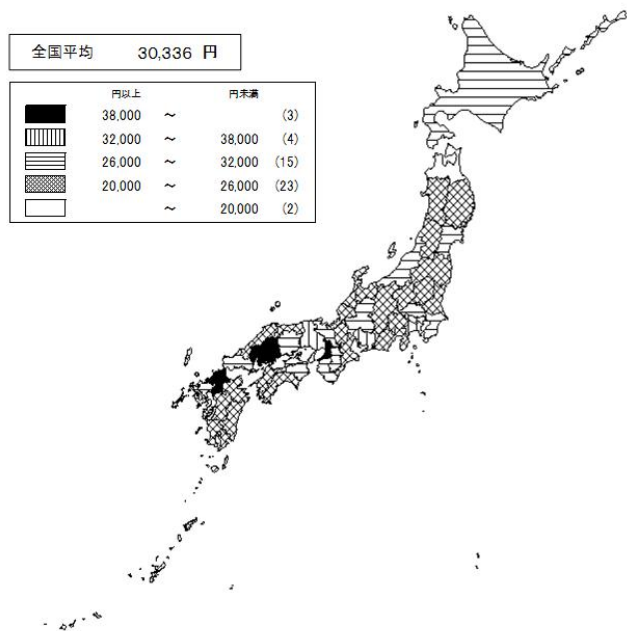 全国平均 30,336 円
円以上 円未満
38,000 ～ (3)
32,000 ～ 38,000 (4)
26,000 ～ 32,000 (15)
20,000 ～ 26,000 (23)
～ 20,000 (2)